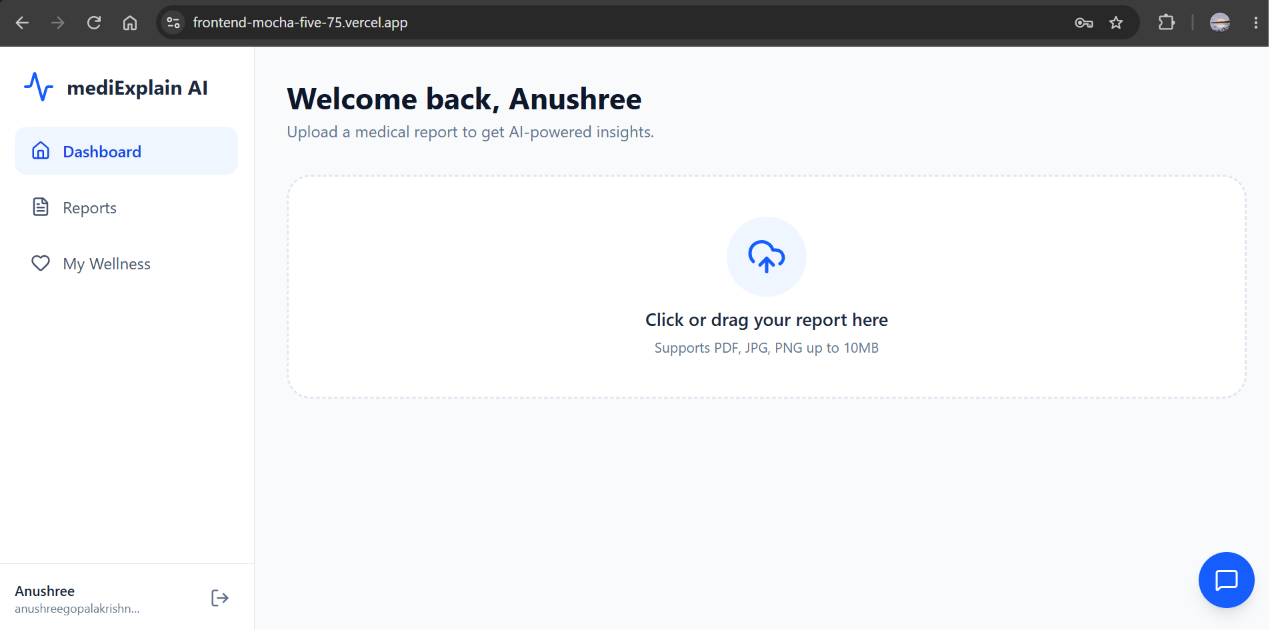 frontend-mocha-five-75.vercel.app
mediExplain AI
Dashboard
Reports
My Wellness
Welcome back, Anushree
Upload a medical report to get AI-powered insights.
Click or drag your report here
Supports PDF, JPG, PNG up to 10MB
Anushree
anushreegopalakrishn...